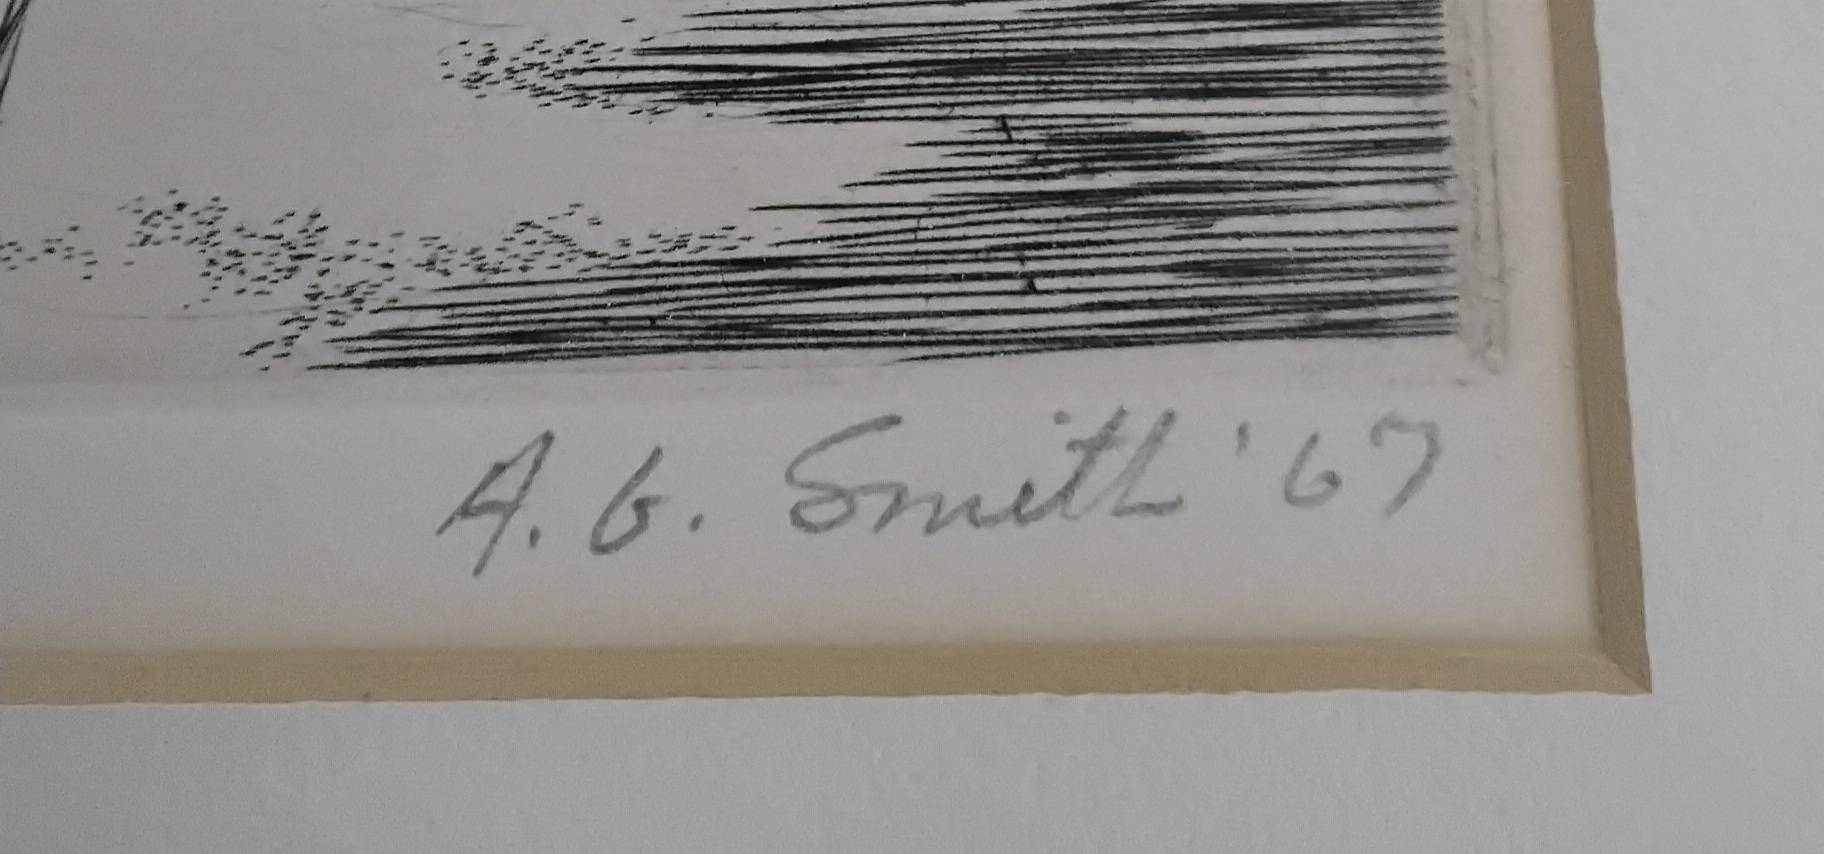 A. G. Smith '67